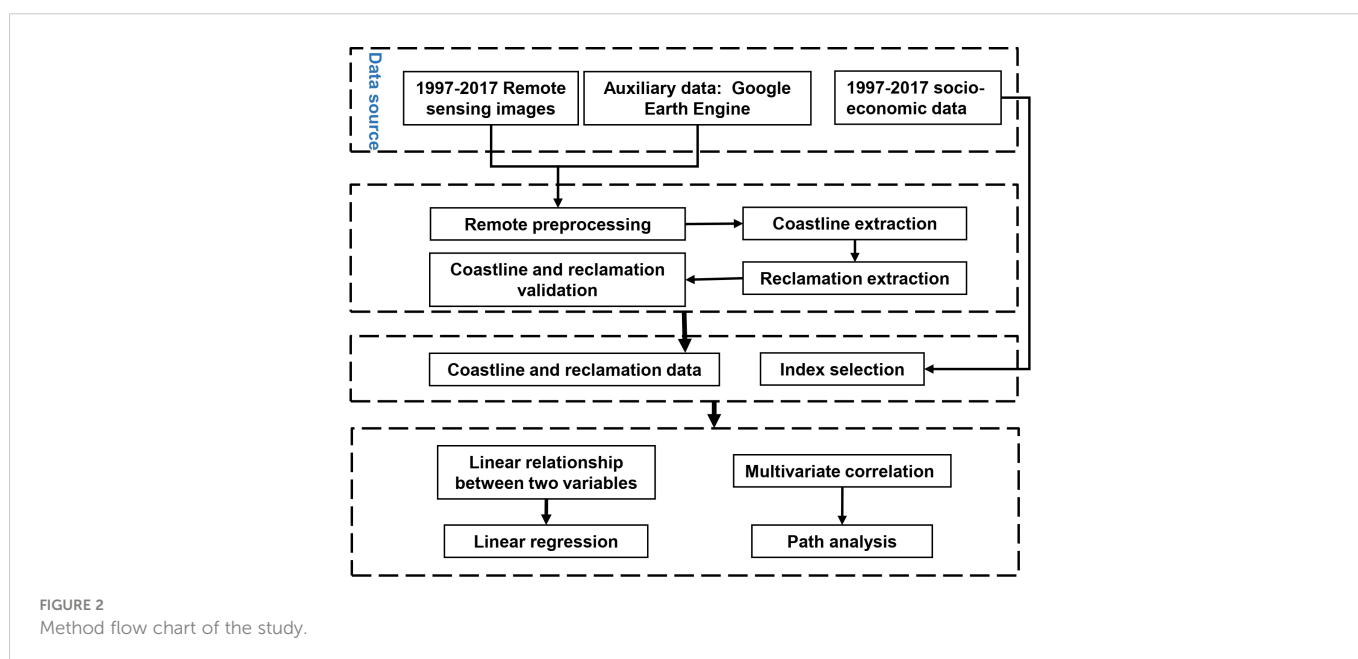 Data source
1997-2017 Remote
sensing images
Auxiliary data: Google
Earth Engine
1997-2017 socio-
economic data
Remote preprocessing
Coastline extraction
Coastline and reclamation
validation
Reclamation extraction
Coastline and reclamation data
Index selection
Linear relationship
between two variables
Multivariate correlation
Linear regression
Path analysis
FIGURE 2
Method flow chart of the study.